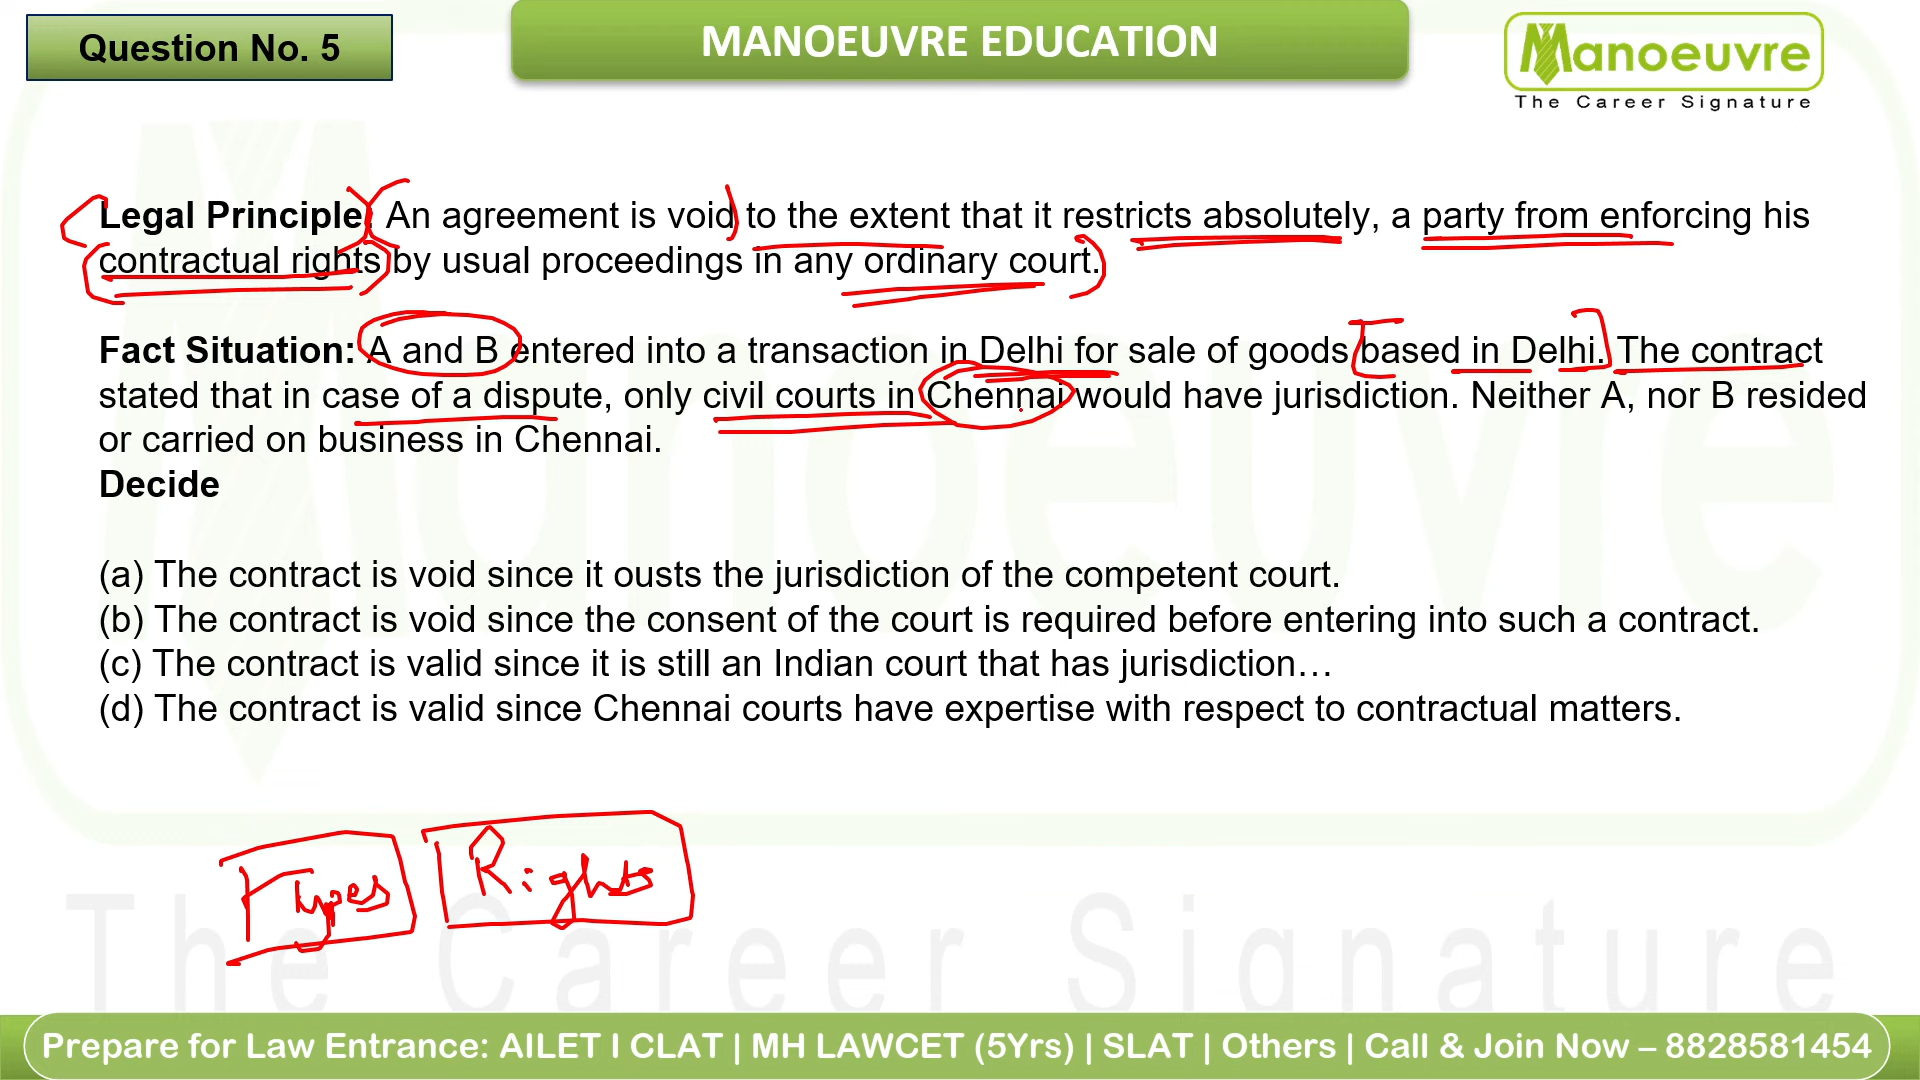 Question No. 5
MANOEUVRE EDUCATION
Manoeuvre
The Career Signature
Legal Principle: An agreement is void to the extent that it restricts absolutely, a party from enforcing his
contractual rights by usual proceedings in any ordinary court.
Fact Situation: A and B entered into a transaction in Delhi for sale of goods based in Delhi. The contract
stated that in case of a dispute, only civil courts in Chennai would have jurisdiction. Neither A, nor B resided
or carried on business in Chennai.
Decide
(a) The contract is void since it ousts the jurisdiction of the competent court.
(b) The contract is void since the consent of the court is required before entering into such a contract.
(c) The contract is valid since it is still an Indian court that has jurisdiction…
(d) The contract is valid since Chennai courts have expertise with respect to contractual matters.
Types Rights
Manoeuvre
The Career Signature
Prepare for Law Entrance: AILET I CLAT | MH LAWCET (5Yrs) | SLAT | Others | Call & Join Now – 8828581454